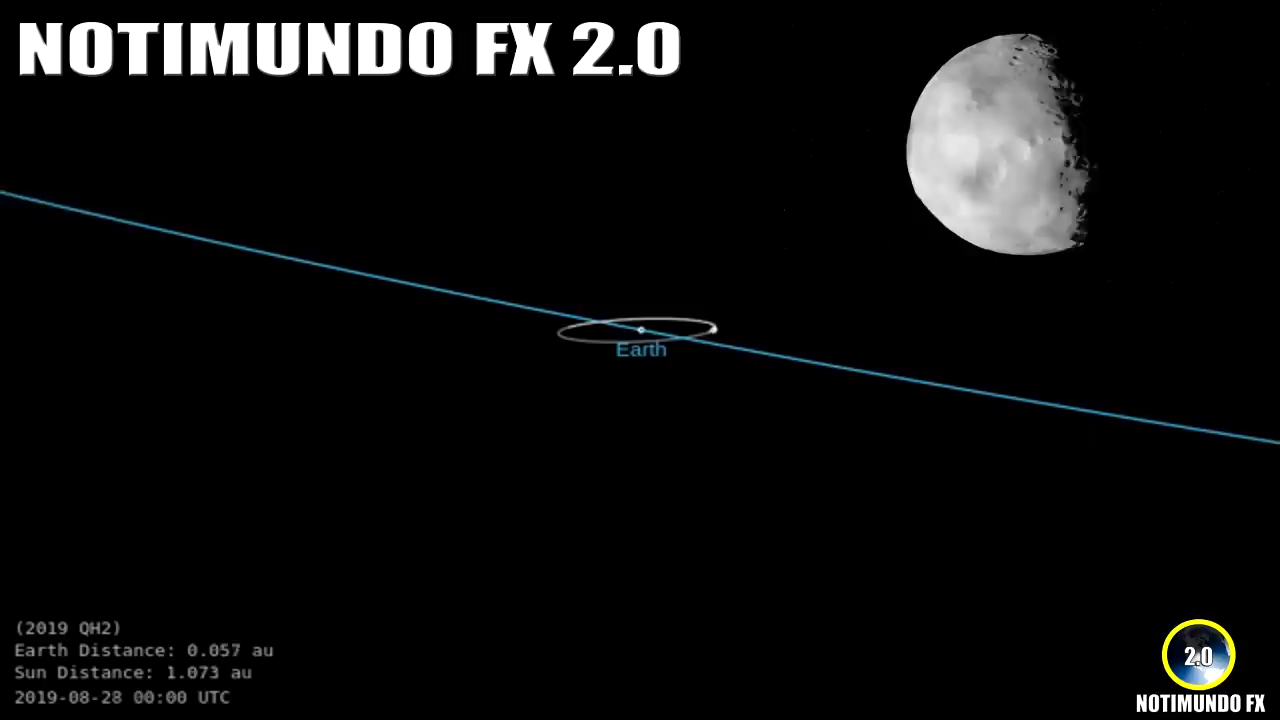 NOTIMUNDO FX 2.0
Earth
(2019 QH2)
Earth Distance: 0.057 au
Sun Distance: 1.073 au
2019-08-28 00:00 UTC
2.0
NOTIMUNDO FX